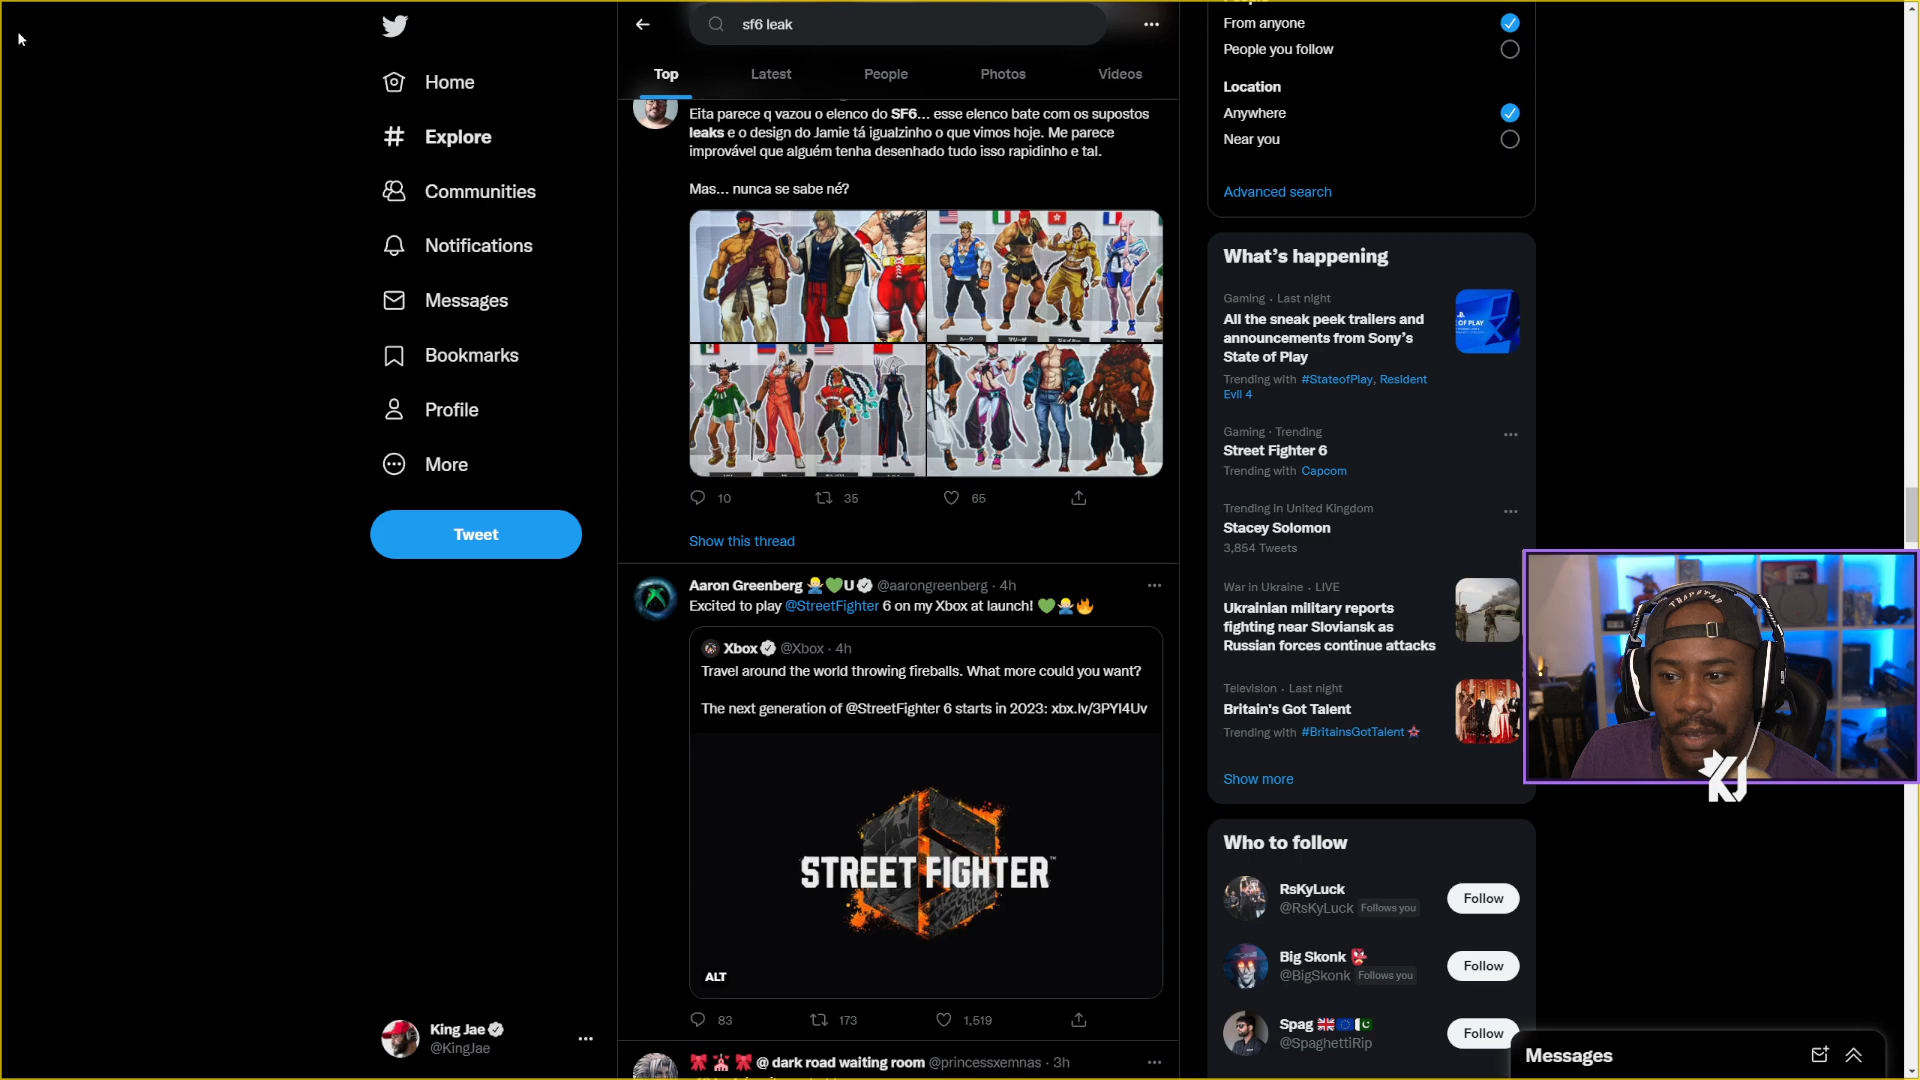 Home
Explore
Communities
Notifications
Messages
Bookmarks
Profile
More
Tweet
King Jae
@KingJae
sf6 leak
Top
Latest
People
Photos
Videos
Eita parece q vazou o elenco do SF6... esse elenco bate com os supostos
leaks e o design do Jamie tá igualzinho o que vimos hoje. Me parece
improvável que alguém tenha desenhado tudo isso rapidinho e tal.
Mas... nunca se sabe né?
10
35
65
Show this thread
Aaron Greenberg 🙅🏼‍♂️💚U @aarongreenberg · 4h
Excited to play @StreetFighter 6 on my Xbox at launch! 💚🙅🏼‍♂️🔥
Xbox @Xbox · 4h
Travel around the world throwing fireballs. What more could you want?
The next generation of @StreetFighter 6 starts in 2023: xbx.lv/3PYI4Uv
STREET FIGHTER™
ALT
83
173
1,519
@ dark road waiting room @princessxemnas · 3h
From anyone
People you follow
Location
Anywhere
Near you
Advanced search
What's happening
Gaming · Last night
All the sneak peek trailers and
announcements from Sony's
State of Play
Trending with #StateofPlay, Resident
Evil 4
OF PLAY
Gaming · Trending
Street Fighter 6
Trending with Capcom
Trending in United Kingdom
Stacey Solomon
3,854 Tweets
War in Ukraine · LIVE
Ukrainian military reports
fighting near Sloviansk as
Russian forces continue attacks
Television · Last night
Britain's Got Talent
Trending with #BritainsGotTalent
Show more
Who to follow
RsKyLuck
@RsKyLuck Follows you
Follow
Big Skonk
@BigSkonk Follows you
Follow
Spag
@SpaghettiRip
Follow
Messages
TRAPSTAR
KJ